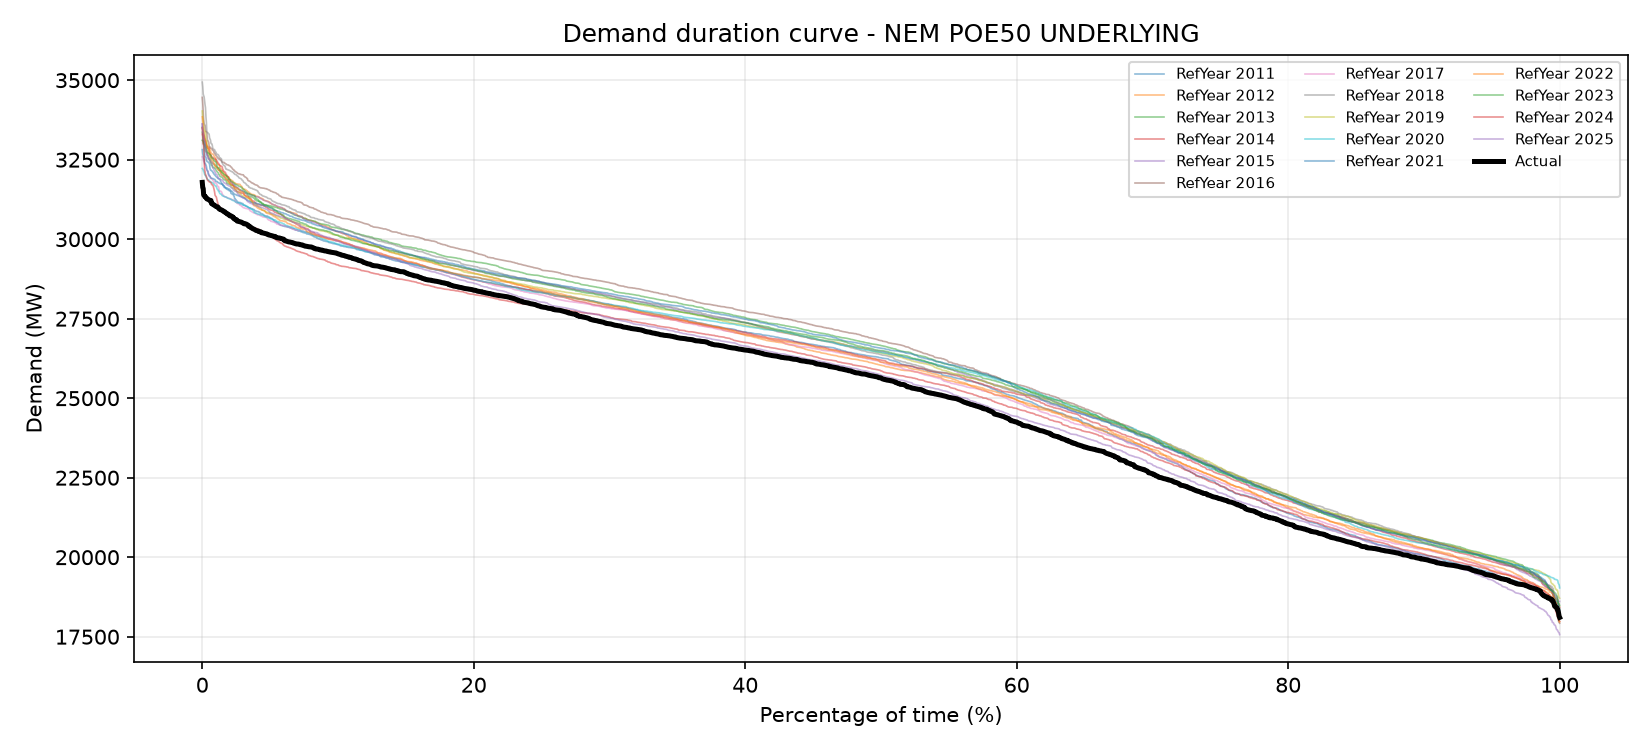 Demand duration curve - NEM POE50 UNDERLYING
35000
32500
30000
27500
25000
22500
20000
17500
Demand (MW)
RefYear 2011
RefYear 2012
RefYear 2013
RefYear 2014
RefYear 2015
RefYear 2016
RefYear 2017
RefYear 2018
RefYear 2019
RefYear 2020
RefYear 2021
RefYear 2022
RefYear 2023
RefYear 2024
RefYear 2025
Actual
0 20 40 60 80 100
Percentage of time (%)